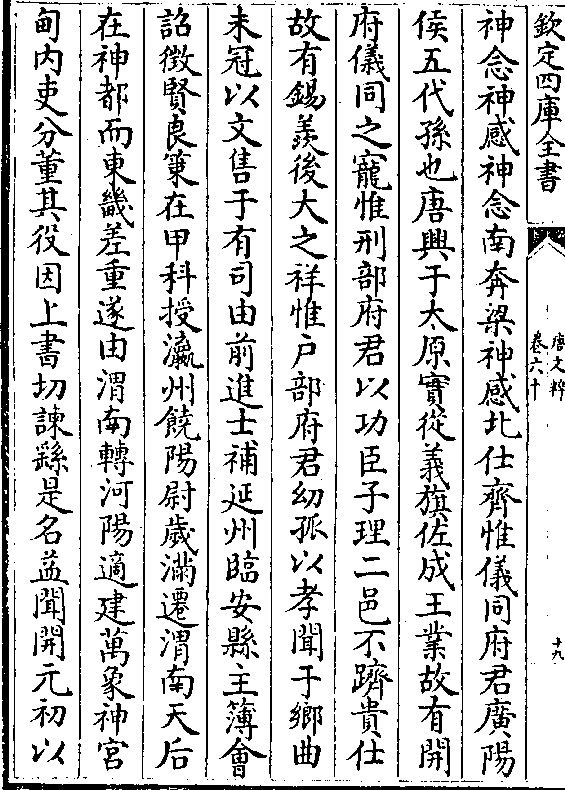 欽定四庫全書
唐文粹
卷六十
十九
神念神感神念南奔梁神感北仕齊惟儀同府君廣陽
侯五代孫也唐興于太原實從義旗佐成王業故有開
府儀同之寵惟刑部府君以功臣子理二邑不躋貴仕
故有錫羨後大之祥惟户部府君幼孤以孝聞于鄉曲
未冠以文售于有司由前進士補延州臨安縣主簿會
詔徴賢良策在甲科授瀛州饒陽尉歲滿遷渭南天后
在神都而東畿差重遂由渭南轉河陽適建萬象神宫
甸内吏分董其役因上書切諫繇是名益聞開元初以